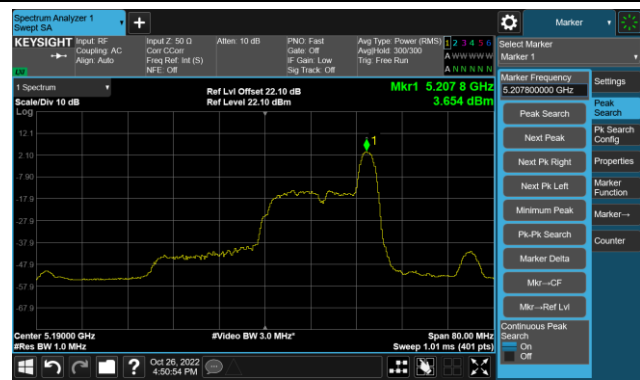 Spectrum Analyzer 1
Swept SA
+
Marker
KEYSIGHT
Input: RF
Coupling: AC
Align: Auto
Input Z: 50 Ω
Corr CCorr
Freq Ref: Int (S)
NFE: Off
Atten: 10 dB
PNO: Fast
Gate: Off
IF Gain: Low
Sig Track: Off
Avg Type: Power (RMS)
Avg|Hold: 300/300
Trig: Free Run
1 2 3 4 5 6
A W W W W W
A N N N N N
Select Marker
Marker 1
LXI
1 Spectrum
Scale/Div 10 dB
Ref Lvl Offset 22.10 dB
Ref Level 22.10 dBm
Mkr1 5.207 8 GHz
3.654 dBm
Log
12.1
2.10
-7.90
-17.9
-27.9
-37.9
-47.9
-57.9
-67.9
1
Center 5.19000 GHz
#Res BW 1.0 MHz
#Video BW 3.0 MHz*
Span 80.00 MHz
Sweep 1.01 ms (401 pts)
Marker Frequency
5.207800000 GHz
Peak Search
Next Peak
Next Pk Right
Next Pk Left
Minimum Peak
Pk-Pk Search
Marker Delta
Mkr→CF
Mkr→Ref Lvl
Continuous Peak
Search
On
Off
Settings
Peak
Search
Pk Search
Config
Properties
Marker
Function
Marker→
Counter
?
Oct 26, 2022
4:50:54 PM